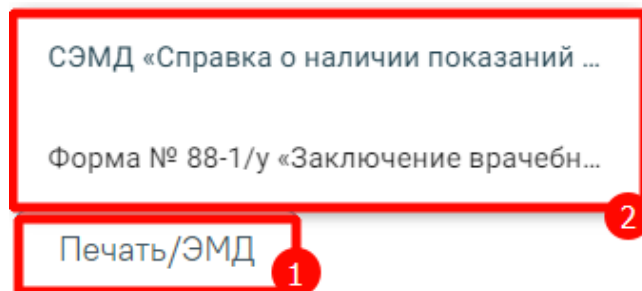 СЭМД «Справка о наличии показаний ...
Форма № 88-1/у «Заключение врачебн...
2
Печать/ЭМД
1